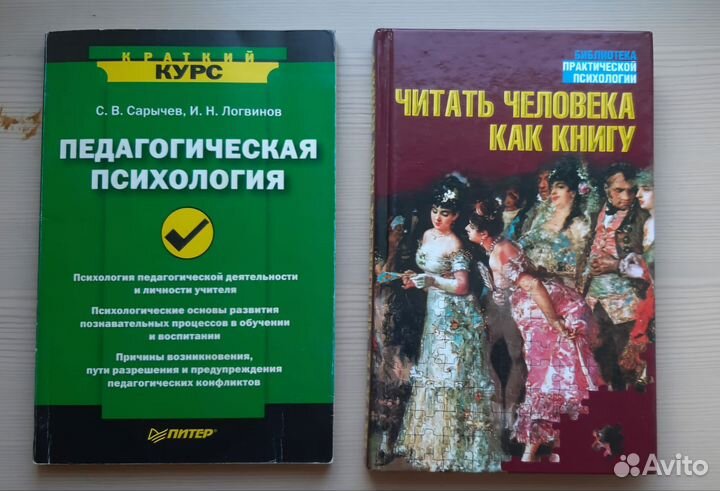 КРАТКИЙ
КУРС
С. В. Сарычев, И. Н. Логвинов
ПЕДАГОГИЧЕСКАЯ
ПСИХОЛОГИЯ
Психология педагогической деятельности
и личности учителя
Психологические основы развития
познавательных процессов в обучении
и воспитании
Причины возникновения,
пути разрешения и предупреждения
педагогических конфликтов
ПИТЕР®
БИБЛИОТЕКА
ПРАКТИЧЕСКОЙ
ПСИХОЛОГИИ
ЧИТАТЬ ЧЕЛОВЕКА
КАК КНИГУ
Avito